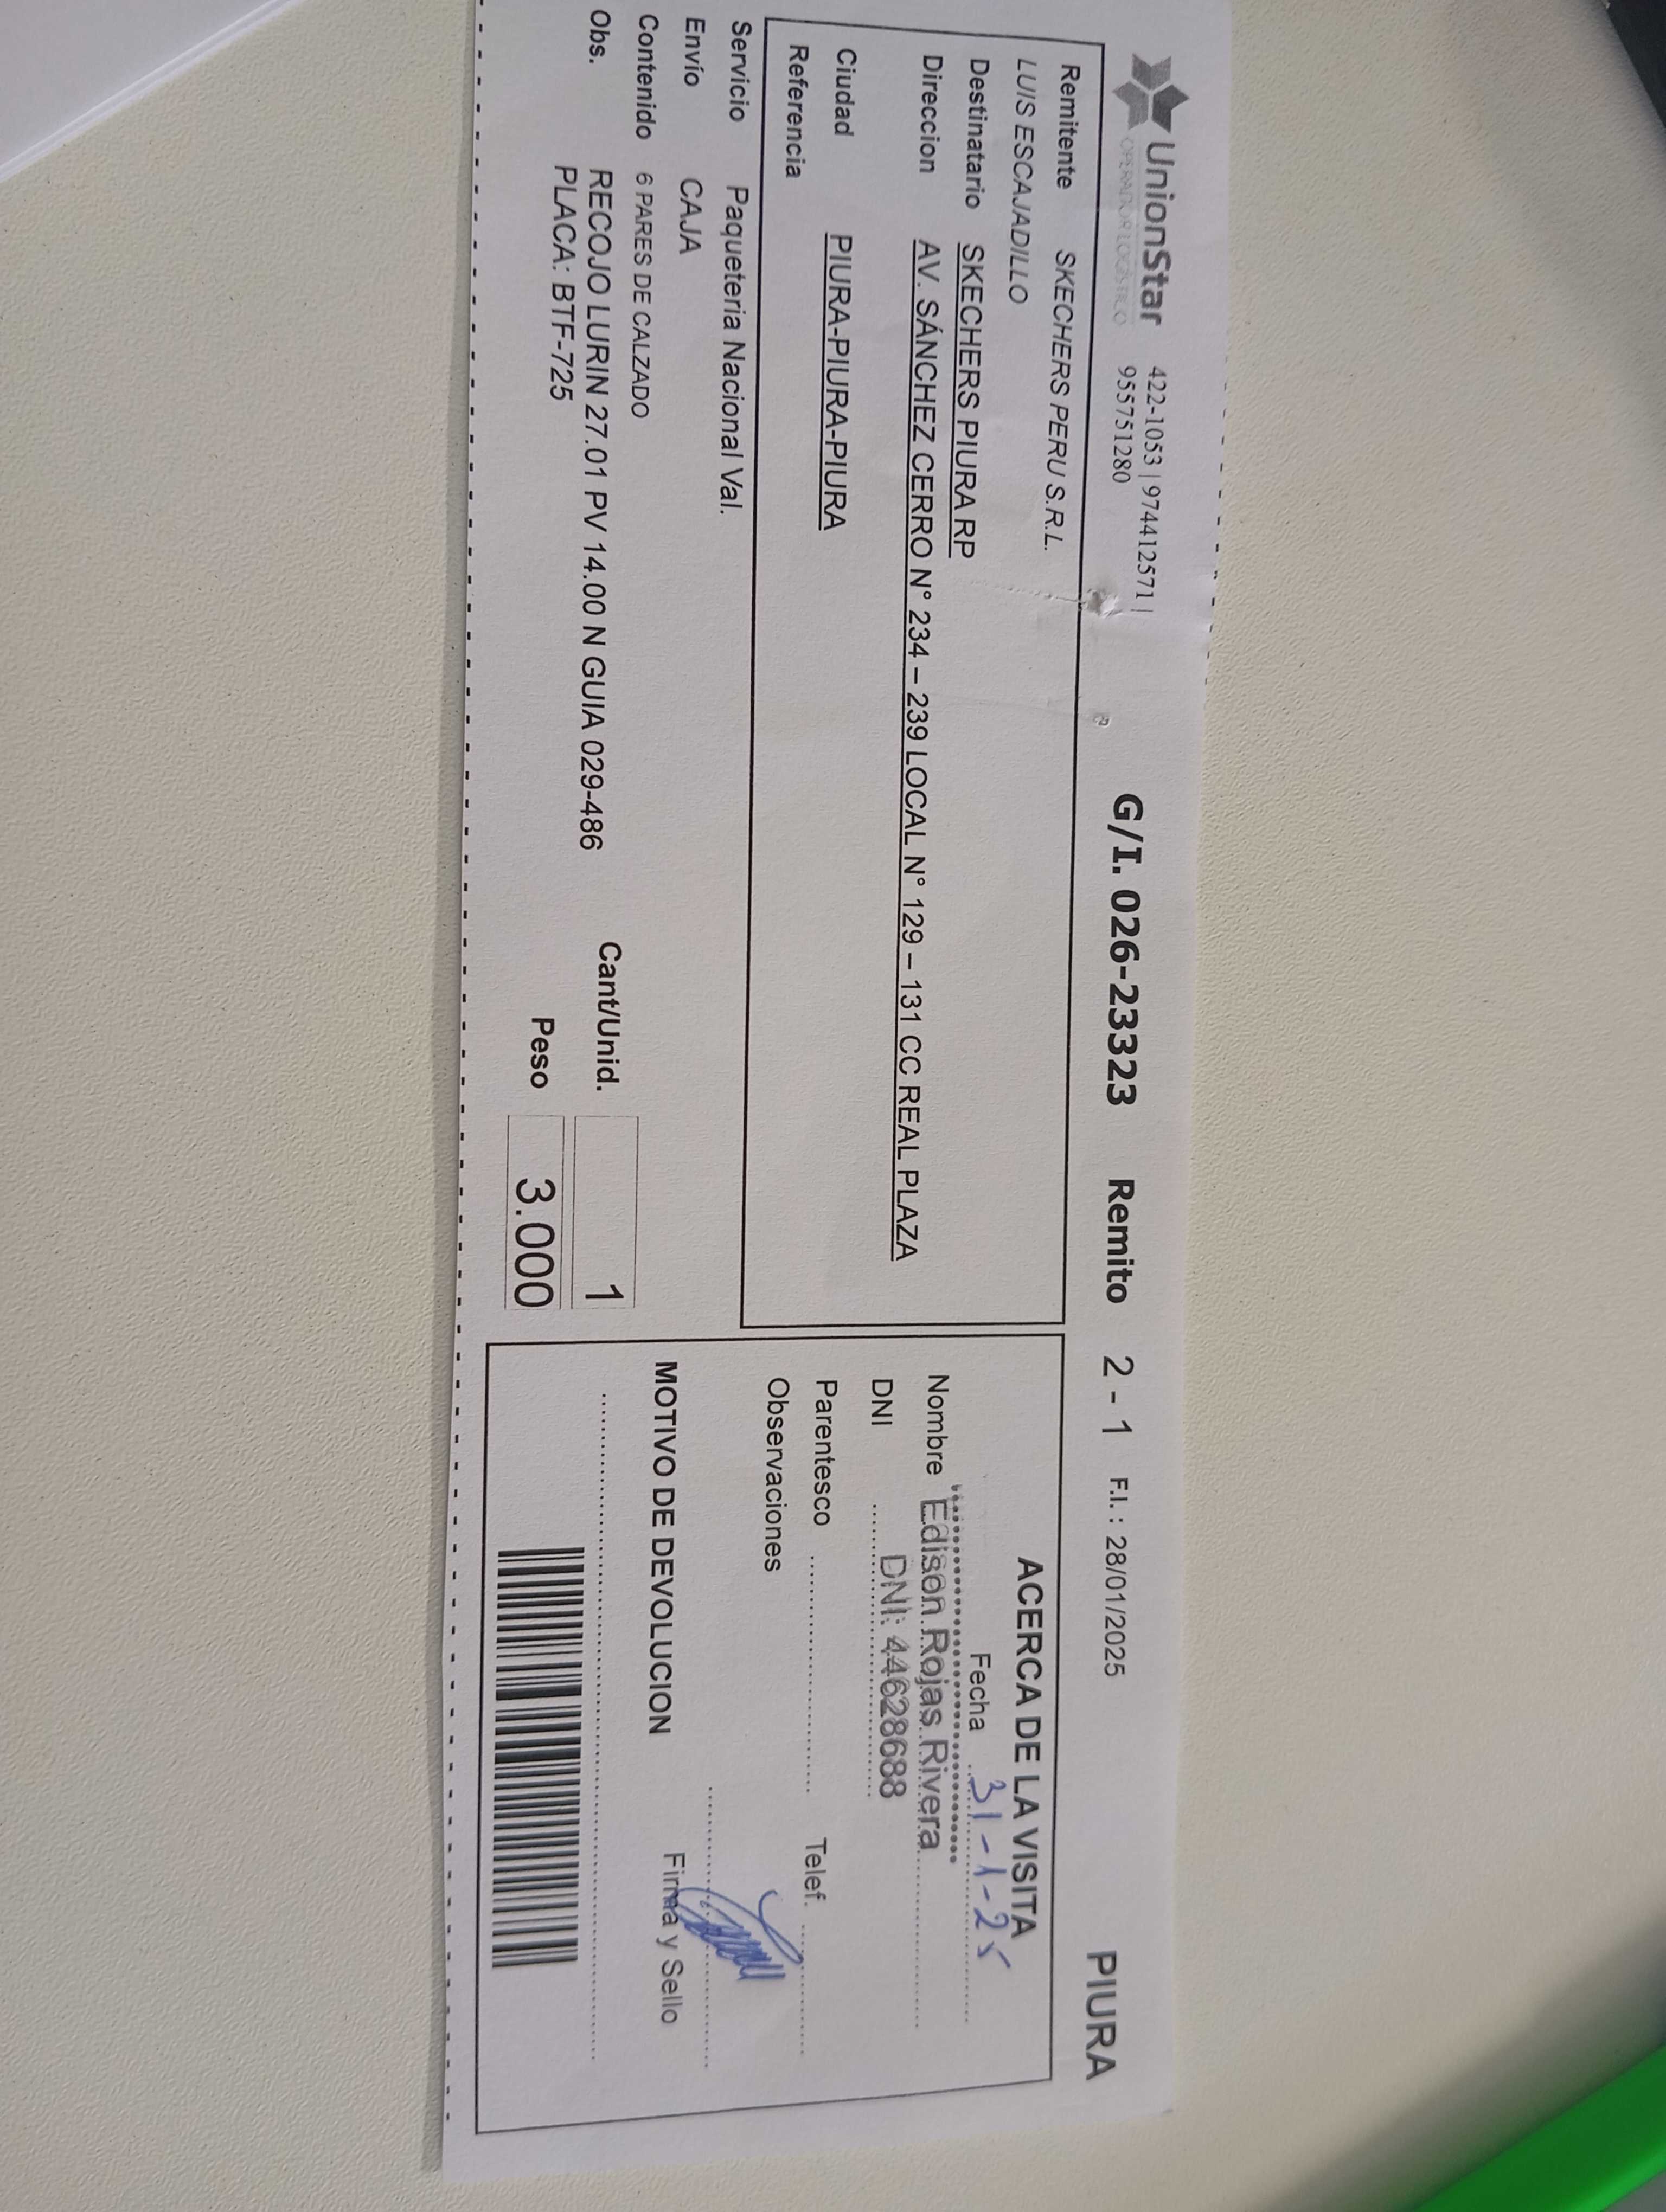 UnionStar
OPERADOR LOGISTICO
422-1053 | 974412571 |
955751280
G/I. 026-23323 Remito 2 - 1 F.I. : 28/01/2025 PIURA
Remitente SKECHERS PERU S.R.L.
LUIS ESCAJADILLO
Destinatario SKECHERS PIURA RP
Direccion AV. SÁNCHEZ CERRO N° 234 – 239 LOCAL N° 129 – 131 CC REAL PLAZA
Ciudad PIURA-PIURA-PIURA
Referencia
Servicio Paqueteria Nacional Val.
Envío CAJA
Contenido 6 PARES DE CALZADO
Obs. RECOJO LURIN 27.01 PV 14.00 N GUIA 029-486
PLACA: BTF-725
Cant/Unid. 1
Peso 3.000
ACERCA DE LA VISITA
Fecha 31-1-25
Nombre Edison Rojas Rivera
DNI DNI: 44628688
Parentesco Telef.
Observaciones
Firma y Sello
MOTIVO DE DEVOLUCION